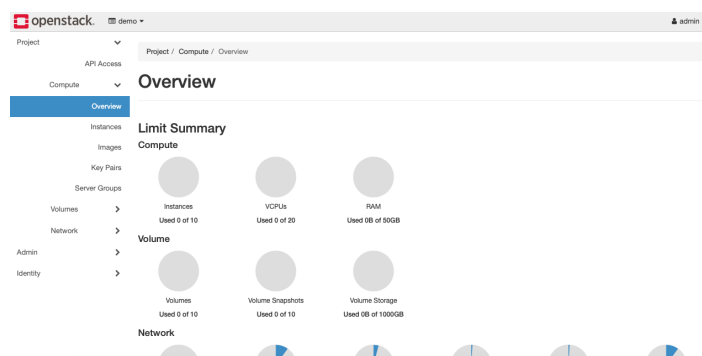 openstack. demo admin
Project
API Access
Compute
Overview
Instances
Images
Key Pairs
Server Groups
Volumes
Network
Admin
Identity
Project / Compute / Overview
Overview
Limit Summary
Compute
Instances VCPUs RAM
Used 0 of 10 Used 0 of 20 Used 0B of 50GB
Volume
Volumes Volume Snapshots Volume Storage
Used 0 of 10 Used 0 of 10 Used 0B of 1000GB
Network